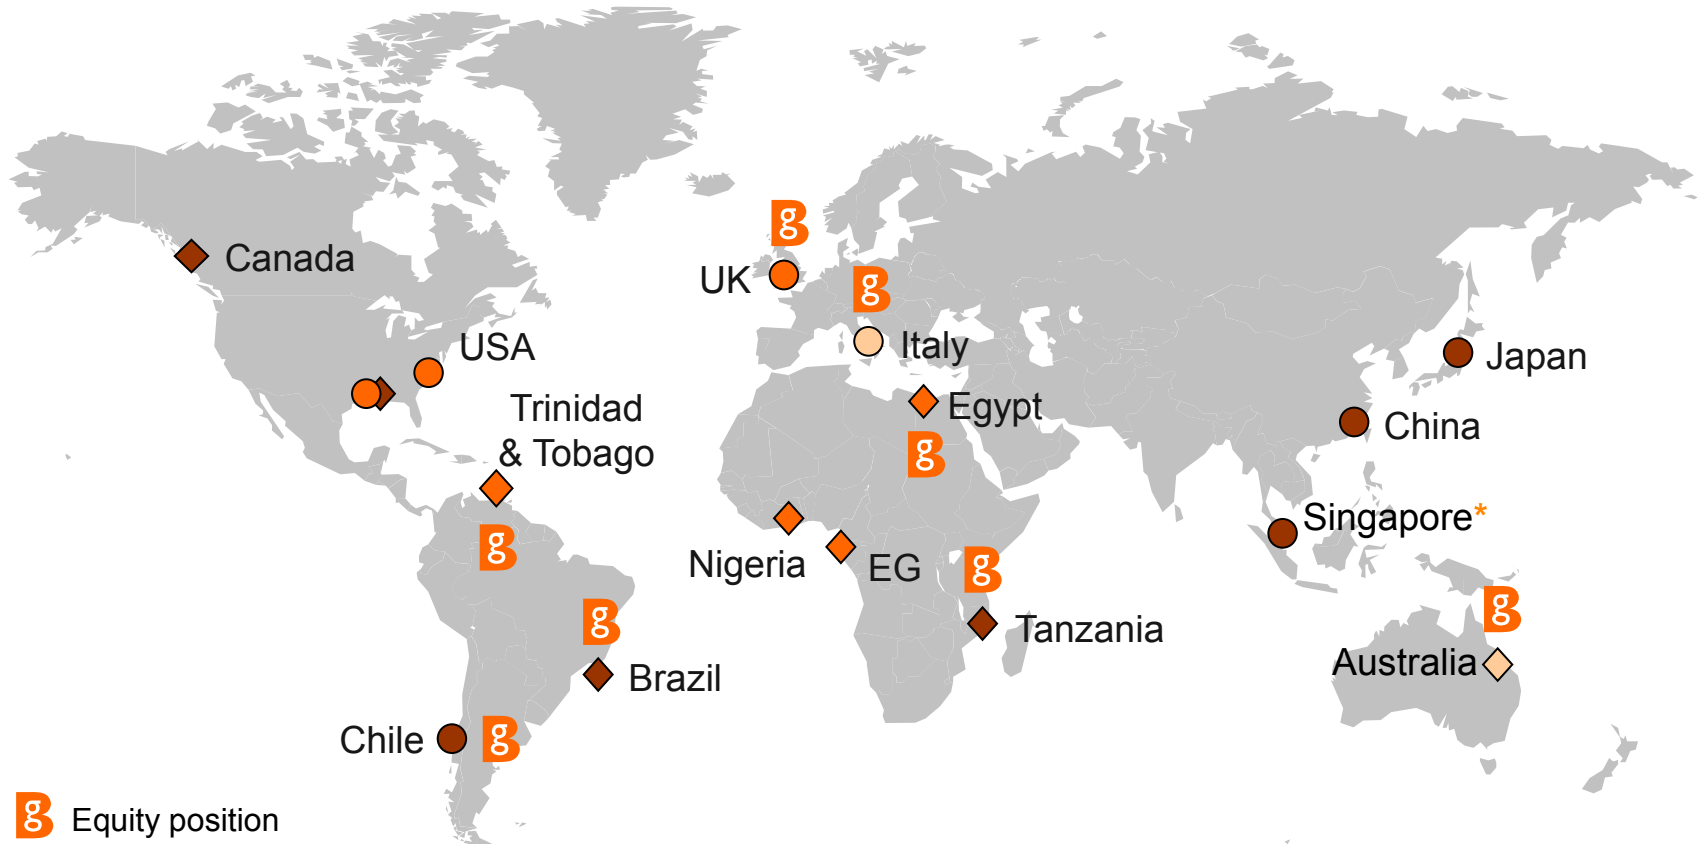 Canada
USA
Trinidad
& Tobago
Brazil
Chile
UK
Italy
Egypt
Nigeria
EG
Tanzania
Japan
China
Singapore*
Australia
Equity position